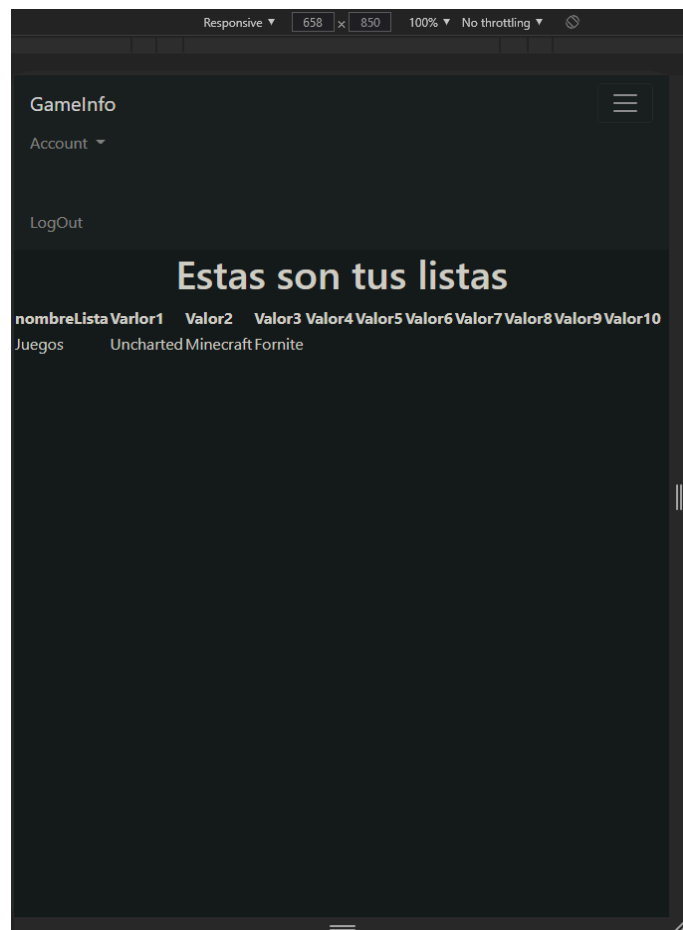 Responsive ▼ 658 × 850 100% ▼ No throttling ▼
GameInfo
Account
LogOut
Estas son tus listas
nombreLista Varlor1 Valor2 Valor3 Valor4 Valor5 Valor6 Valor7 Valor8 Valor9 Valor10
Juegos Uncharted Minecraft Fornite